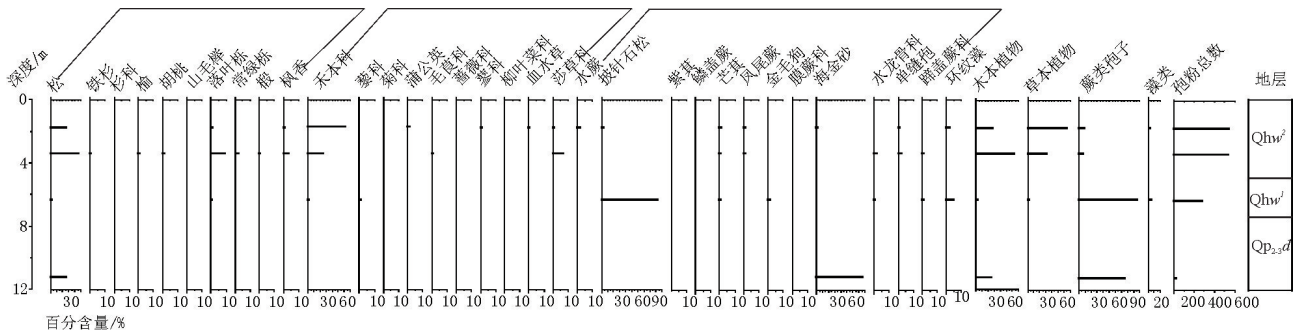 深度/m
松
铁杉
杉科
榆
胡桃
山毛榉
落叶栎
常绿栎
椴
枫香
禾本科
藜科
菊科
蒲公英
毛茛科
蔷薇科
蓼科
柳叶菜科
血水草
莎草科
水蕨
披针石松
紫萁
鳞盖蕨
芒萁
凤尾蕨
金毛狗
膜蕨科
海金砂
水龙骨科
单缝孢
碗盖蕨科
环纹藻
木本植物
草本植物
蕨类孢子
藻类
孢粉总数
地层
0
4
8
12
Qhw²
Qhw¹
Qp₂₋₃d
30 60 10 10 10 10 10 10 10 10 10 30 60 10 10 10 10 10 10 10 10 10 10 30 60 90 10 10 10 10 10 10 30 60 10 10 10 10 30 60 30 60 30 60 90 20 200 400 600
百分含量/%